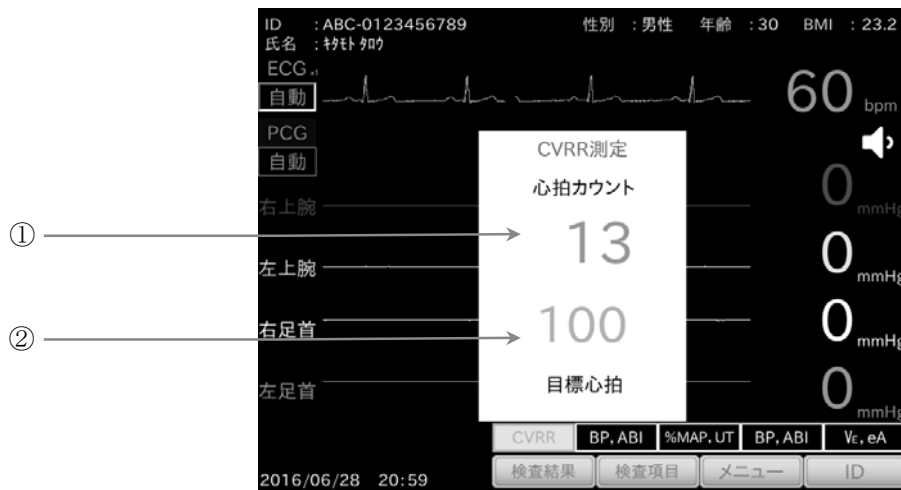 ID : ABC-0123456789 性別 : 男性 年齢 : 30 BMI : 23.2
氏名 : ｷﾀﾓﾄ ﾀﾛｳ
ECG x1
自動
60 bpm
PCG
自動
CVRR測定
心拍カウント
13
100
目標心拍
右上腕 0 mmHg
① 左上腕 0 mmHg
② 右足首 0 mmHg
左足首 0 mmHg
CVRR BP, ABI %MAP, UT BP, ABI VE, eA
検査結果 検査項目 メニュー ID
2016/06/28 20:59